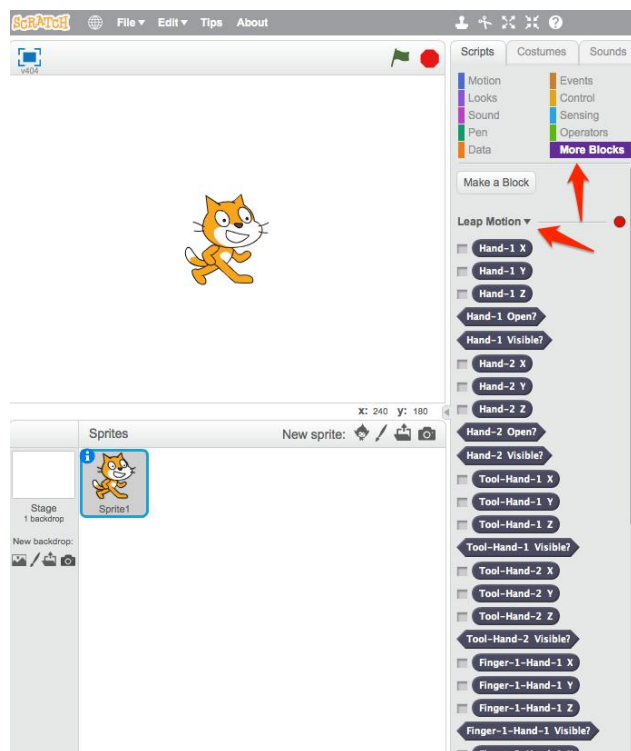 SCRATCH File Edit Tips About
v404
Scripts Costumes Sounds
Motion Events
Looks Control
Sound Sensing
Pen Operators
Data More Blocks
Make a Block
Leap Motion
Hand-1 X
Hand-1 Y
Hand-1 Z
Hand-1 Open?
Hand-1 Visible?
Hand-2 X
Hand-2 Y
Hand-2 Z
Hand-2 Open?
Hand-2 Visible?
Tool-Hand-1 X
Tool-Hand-1 Y
Tool-Hand-1 Z
Tool-Hand-1 Visible?
Tool-Hand-2 X
Tool-Hand-2 Y
Tool-Hand-2 Z
Tool-Hand-2 Visible?
Finger-1-Hand-1 X
Finger-1-Hand-1 Y
Finger-1-Hand-1 Z
Finger-1-Hand-1 Visible?
X: 240 Y: 180
Sprites New sprite:
Sprite1
Stage
1 backdrop
New backdrop: